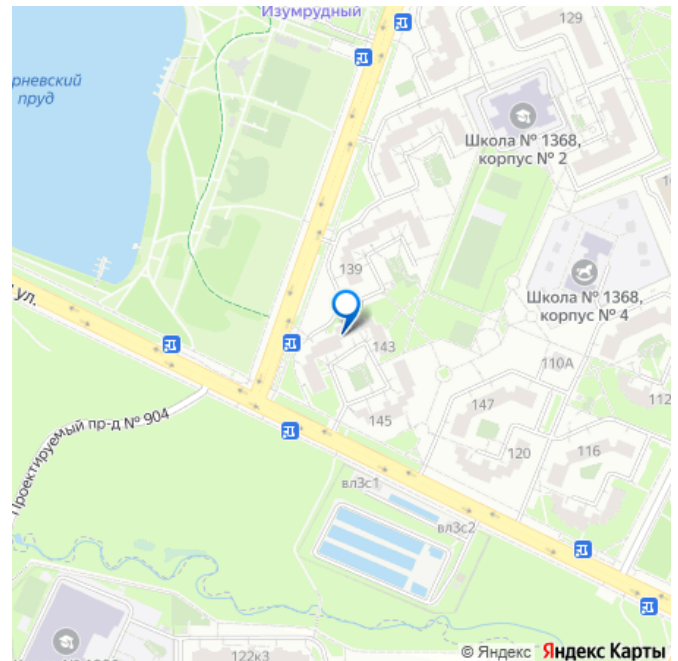 Изумрудный
129
рневский
пруд
Школа № 1368,
корпус № 2
139
Школа № 1368,
корпус № 4
ул.
143
110А
112
147
145
Проектируемый пр-д № 904
120
116
вл3с1
вл3с2
122к3
© Яндекс Яндекс Карты